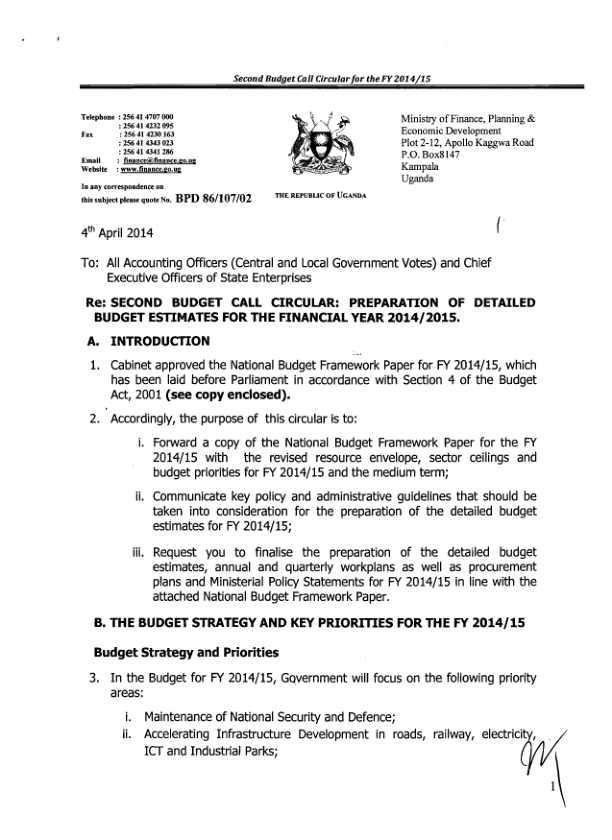 Second Budget Call Circular for the FY 2014/15
Telephone : 256 41 4707 000
: 256 41 4232 095
Fax : 256 41 4230 163
: 256 41 4343 023
: 256 41 4341 286
Email : finance@finance.go.ug
Website : www.finance.go.ug
In any correspondence on
this subject please quote No. BPD 86/107/02
THE REPUBLIC OF UGANDA
Ministry of Finance, Planning &
Economic Development
Plot 2-12, Apollo Kaggwa Road
P.O. Box8147
Kampala
Uganda
4th April 2014
To: All Accounting Officers (Central and Local Government Votes) and Chief
Executive Officers of State Enterprises
Re: SECOND BUDGET CALL CIRCULAR: PREPARATION OF DETAILED
BUDGET ESTIMATES FOR THE FINANCIAL YEAR 2014/2015.
A. INTRODUCTION
1. Cabinet approved the National Budget Framework Paper for FY 2014/15, which
has been laid before Parliament in accordance with Section 4 of the Budget
Act, 2001 (see copy enclosed).
2. Accordingly, the purpose of this circular is to:
i. Forward a copy of the National Budget Framework Paper for the FY
2014/15 with the revised resource envelope, sector ceilings and
budget priorities for FY 2014/15 and the medium term;
ii. Communicate key policy and administrative guidelines that should be
taken into consideration for the preparation of the detailed budget
estimates for FY 2014/15;
iii. Request you to finalise the preparation of the detailed budget
estimates, annual and quarterly workplans as well as procurement
plans and Ministerial Policy Statements for FY 2014/15 in line with the
attached National Budget Framework Paper.
B. THE BUDGET STRATEGY AND KEY PRIORITIES FOR THE FY 2014/15
Budget Strategy and Priorities
3. In the Budget for FY 2014/15, Government will focus on the following priority
areas:
i. Maintenance of National Security and Defence;
ii. Accelerating Infrastructure Development in roads, railway, electricity,
ICT and Industrial Parks;
1